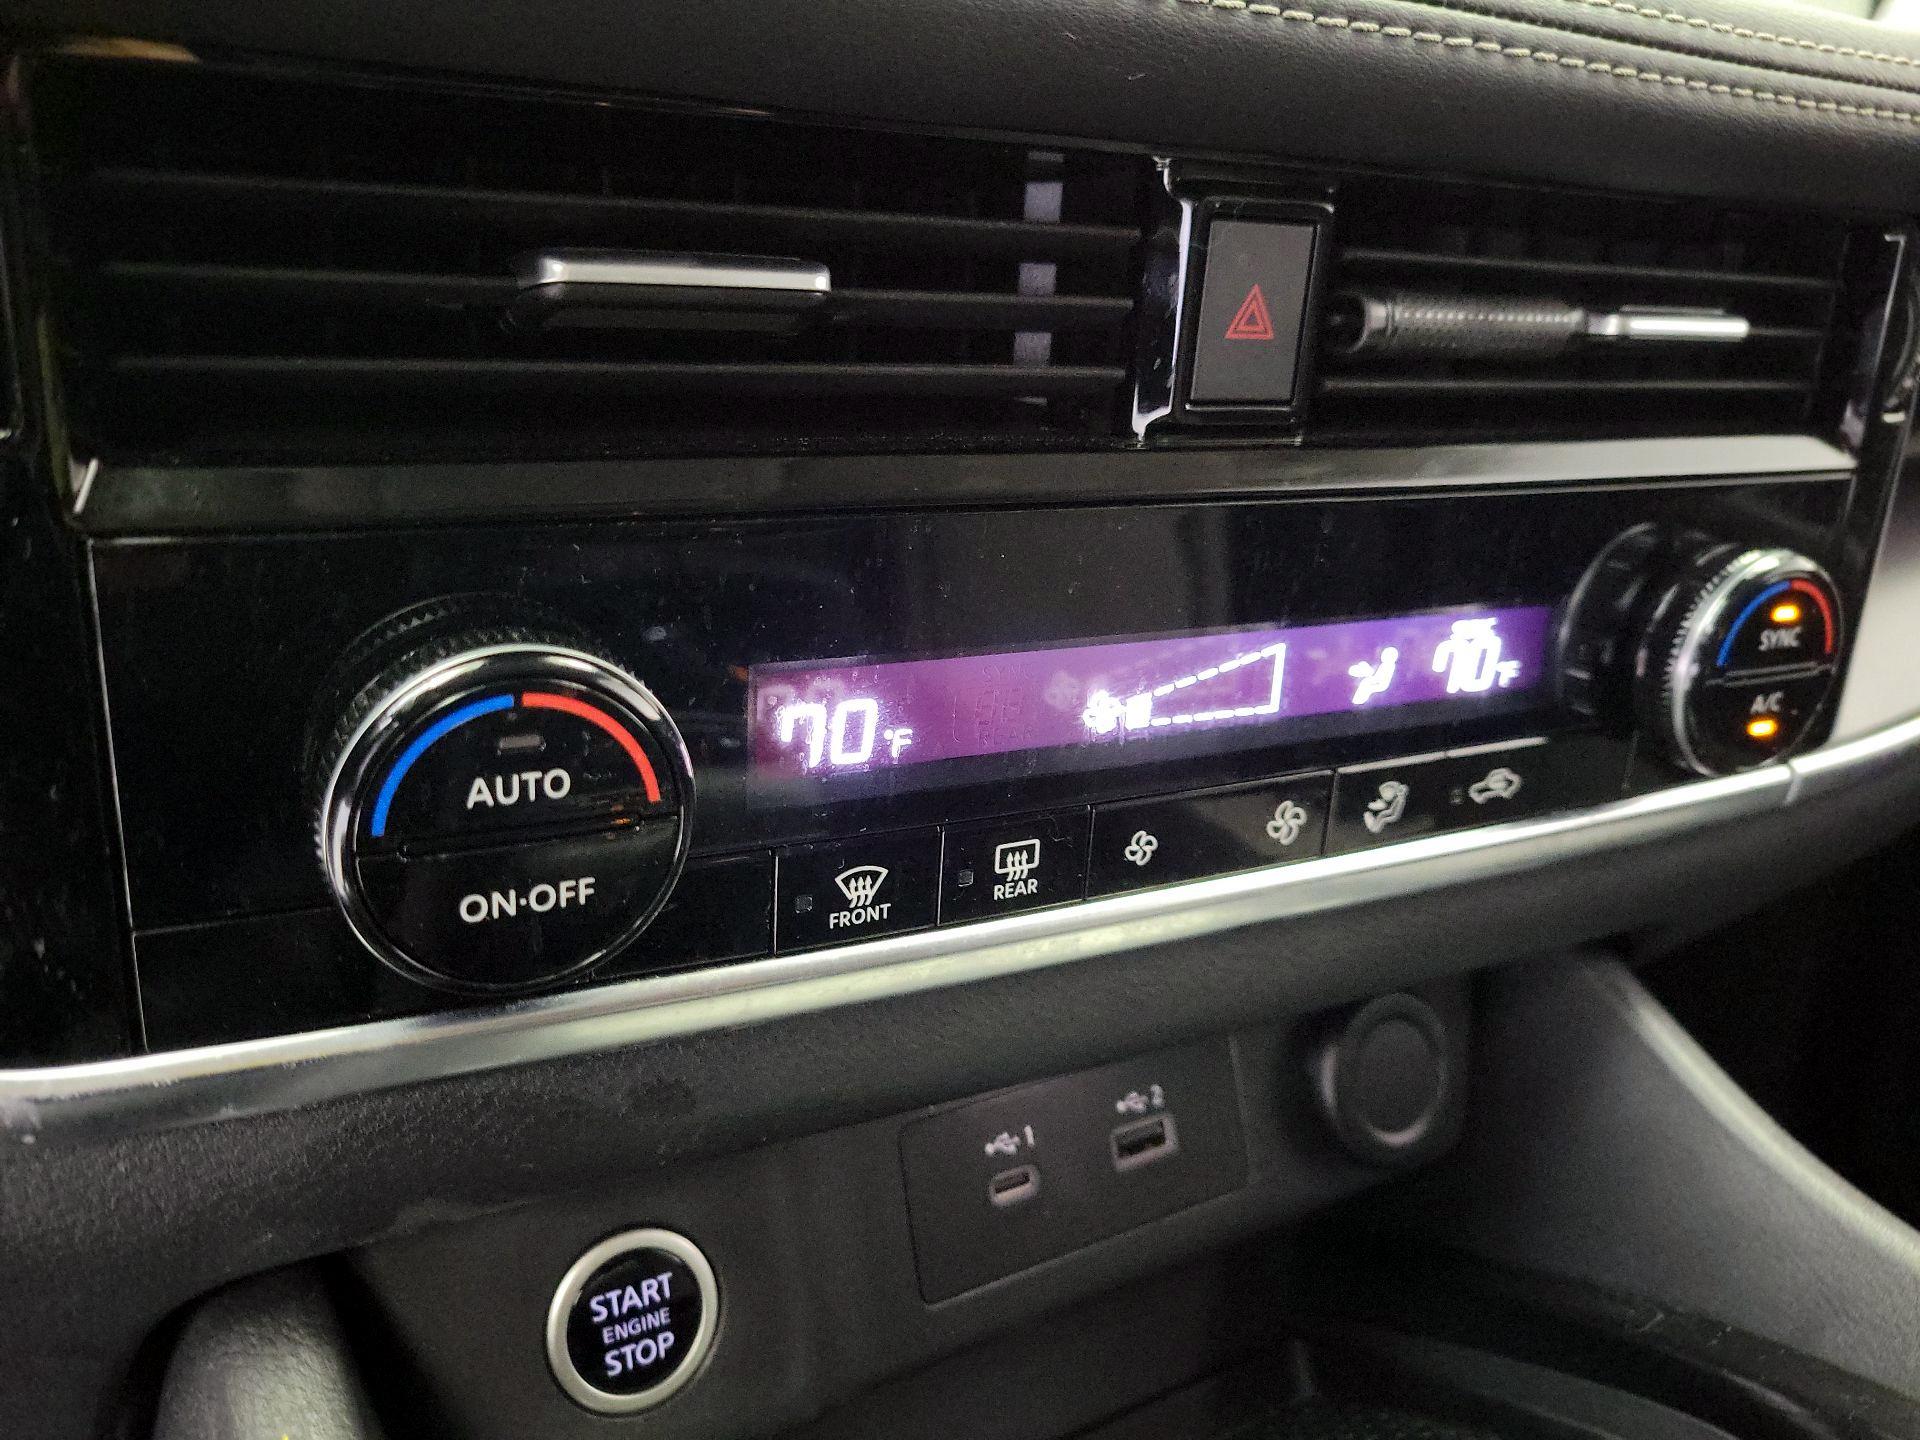 70°F
70°F
SYNC
A/C
AUTO
ON·OFF
FRONT
REAR
1
2
START
ENGINE
STOP